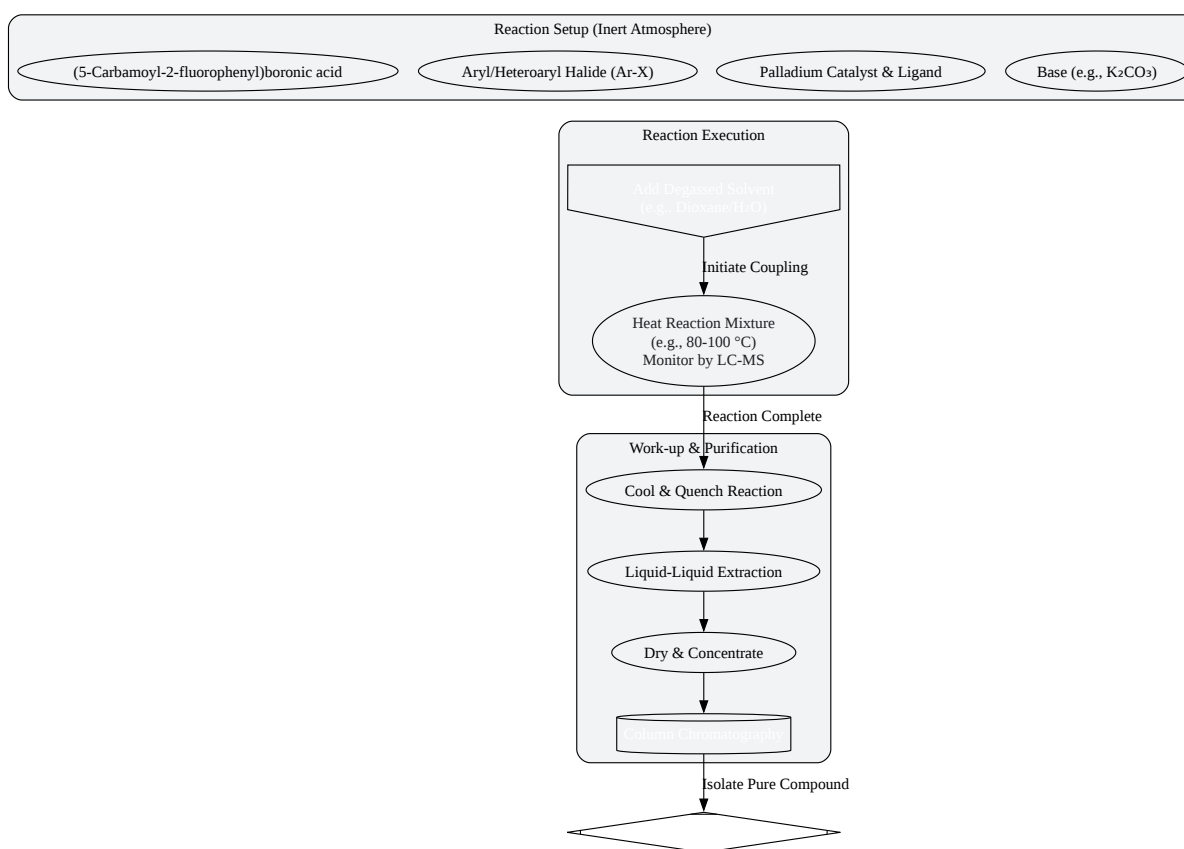 Reaction Setup (Inert Atmosphere)
(5-Carbamoyl-2-fluorophenyl)boronic acid
Aryl/Heteroaryl Halide (Ar-X)
Palladium Catalyst & Ligand
Base (e.g., K₂CO₃)
Reaction Execution
Add Degassed Solvent
(e.g., Dioxane/H₂O)
Initiate Coupling
Heat Reaction Mixture
(e.g., 80-100 °C)
Monitor by LC-MS
Reaction Complete
Work-up & Purification
Cool & Quench Reaction
Liquid-Liquid Extraction
Dry & Concentrate
Column Chromatography
Isolate Pure Compound